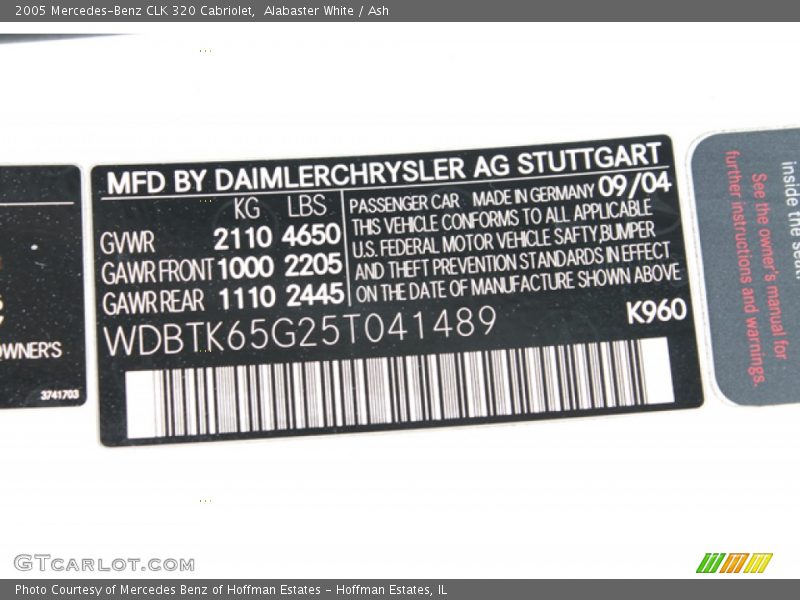 2005 Mercedes-Benz CLK 320 Cabriolet,  Alabaster White / Ash
MFD BY DAIMLERCHRYSLER AG STUTTGART
KG LBS
GVWR 2110 4650
GAWR FRONT 1000 2205
GAWR REAR 1110 2445
PASSENGER CAR MADE IN GERMANY 09/04
THIS VEHICLE CONFORMS TO ALL APPLICABLE
U.S. FEDERAL MOTOR VEHICLE SAFTY,BUMPER
AND THEFT PREVENTION STANDARDS IN EFFECT
ON THE DATE OF MANUFACTURE SHOWN ABOVE
WDBTK65G25T041489
K960
OWNER'S
3741703
inside the seat
See the owner's manual for
further instructions and warnings.
GTCARLOT.COM
Photo Courtesy of Mercedes Benz of Hoffman Estates - Hoffman Estates, IL